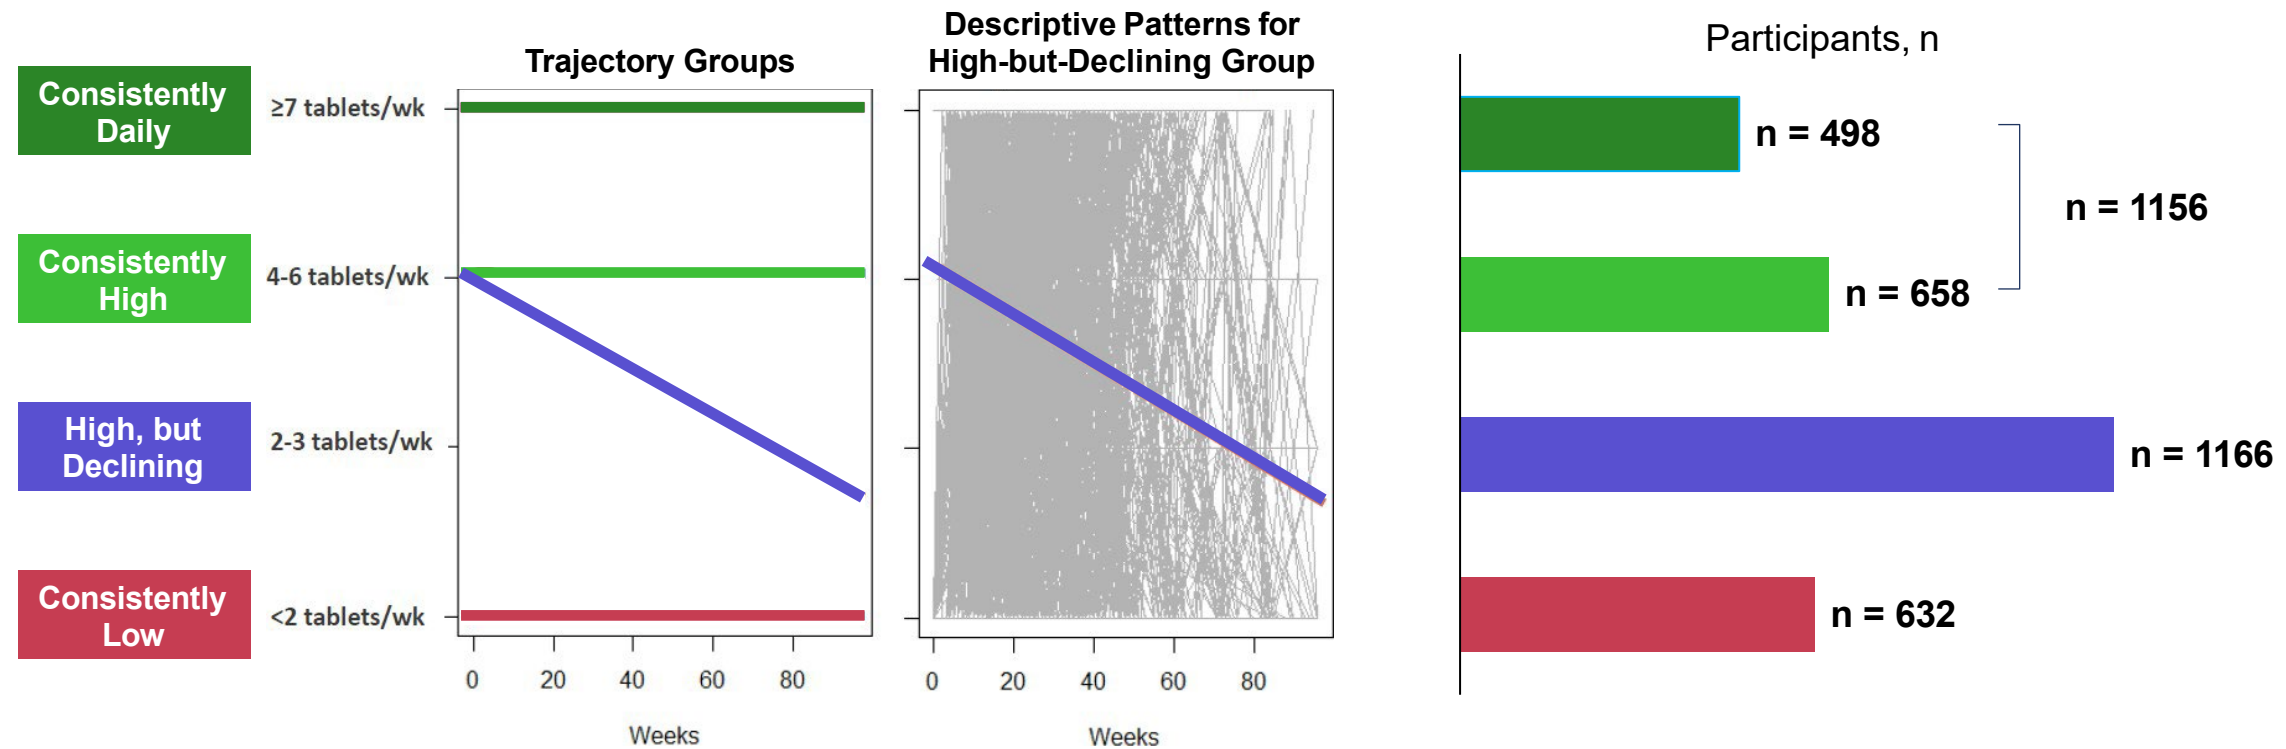 Consistently
Daily
Consistently
High
High, but
Declining
Consistently
Low
Trajectory Groups
≥7 tablets/wk
4-6 tablets/wk
2-3 tablets/wk
<2 tablets/wk
0 20 40 60 80
Weeks
Descriptive Patterns for
High-but-Declining Group
0 20 40 60 80
Weeks
Participants, n
n = 498
n = 1156
n = 658
n = 1166
n = 632